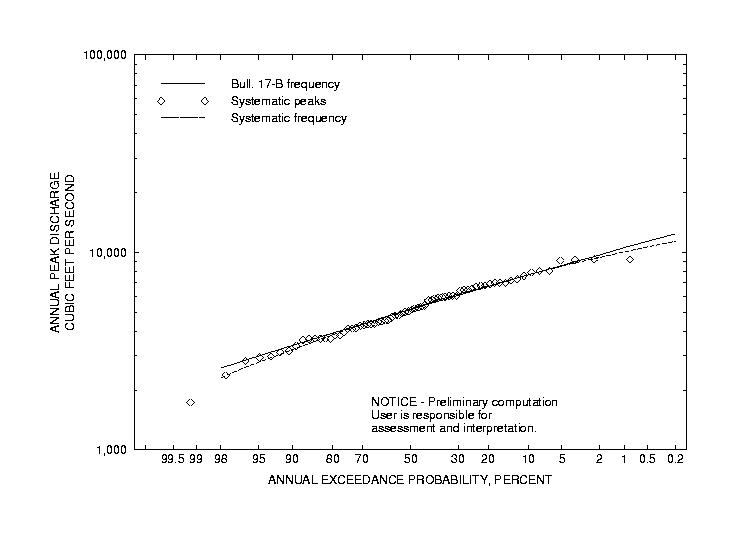 100,000
Bull. 17-B frequency
Systematic peaks
Systematic frequency
ANNUAL PEAK DISCHARGE
CUBIC FEET PER SECOND
10,000
NOTICE - Preliminary computation
User is responsible for
assessment and interpretation.
1,000
99.5 99 98 95 90 80 70 50 30 20 10 5 2 1 0.5 0.2
ANNUAL EXCEEDANCE PROBABILITY, PERCENT